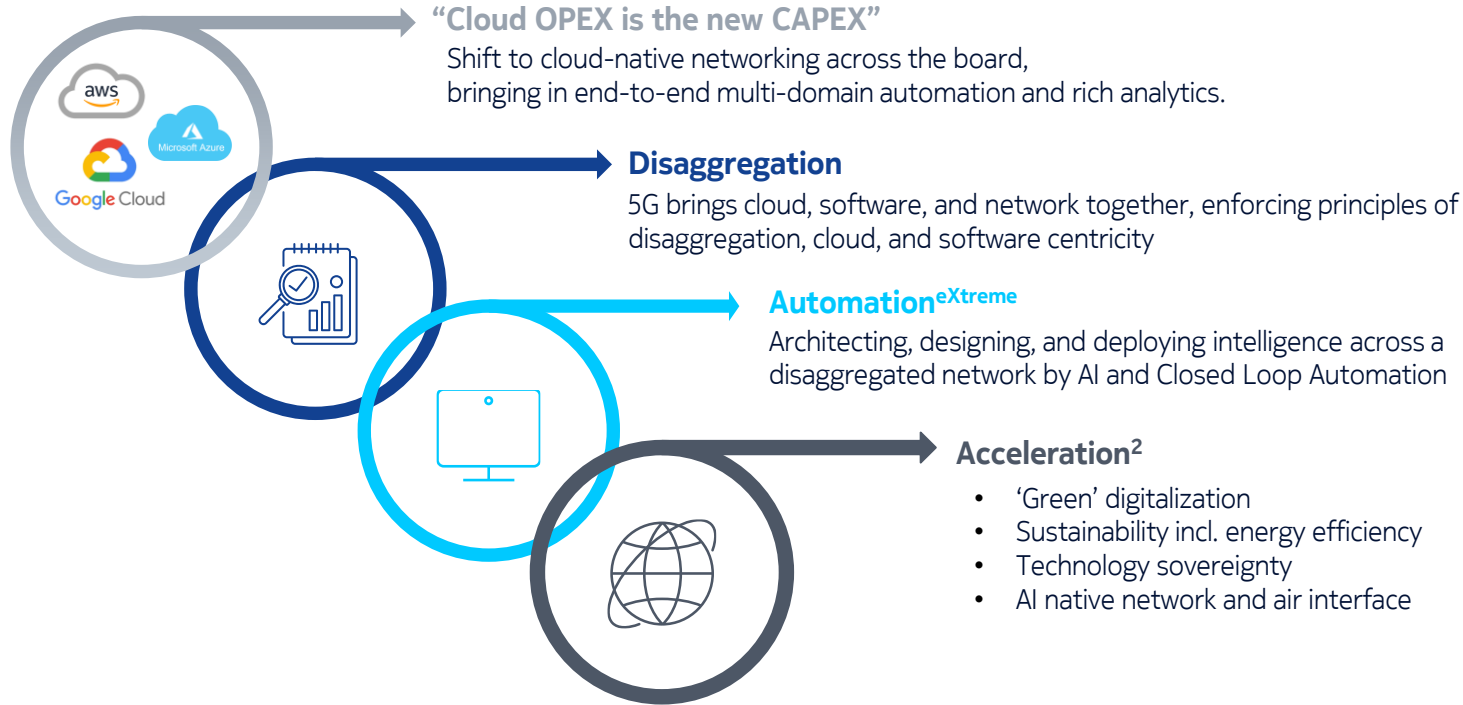 “Cloud OPEX is the new CAPEX”
Shift to cloud-native networking across the board,
bringing in end-to-end multi-domain automation and rich analytics.
aws
Microsoft Azure
Google Cloud
Disaggregation
5G brings cloud, software, and network together, enforcing principles of
disaggregation, cloud, and software centricity
Automation^eXtreme
Architecting, designing, and deploying intelligence across a
disaggregated network by AI and Closed Loop Automation
Acceleration²
• ‘Green’ digitalization
• Sustainability incl. energy efficiency
• Technology sovereignty
• AI native network and air interface